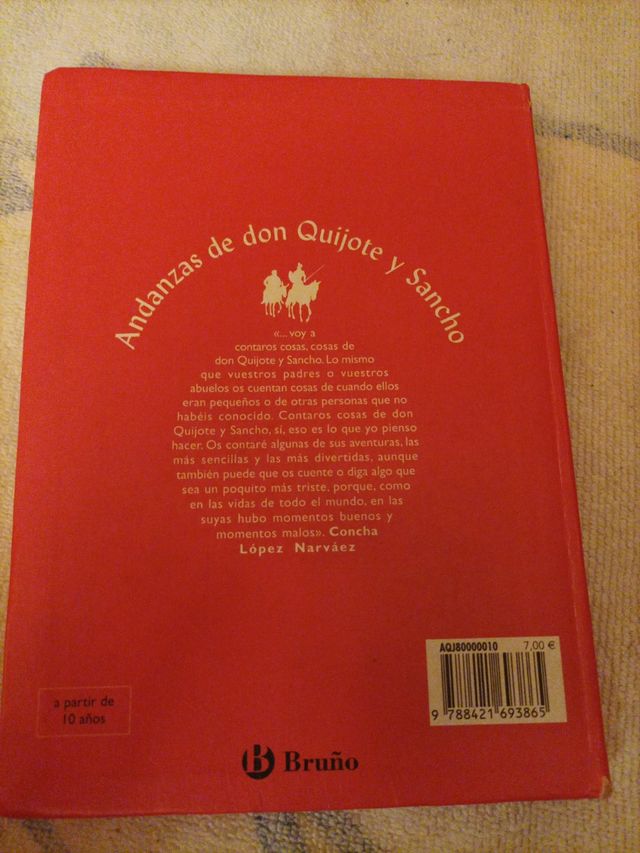 Andanzas de don Quijote y Sancho
«... voy a
contaros cosas, cosas de
don Quijote y Sancho. Lo mismo
que vuestros padres o vuestros
abuelos os cuentan cosas de cuando ellos
eran pequeños o de otras personas que no
habéis conocido. Contaros cosas de don
Quijote y Sancho, sí, eso es lo que yo pienso
hacer. Os contaré algunas de sus aventuras, las
más sencillas y las más divertidas, aunque
también puede que os cuente o diga algo que
sea un poquito más triste, porque, como
en las vidas de todo el mundo, en las
suyas hubo momentos buenos y
momentos malos». Concha
López Narváez
AQJ80000010 7,00 €
9 788421 693865
a partir de
10 años
B Bruño